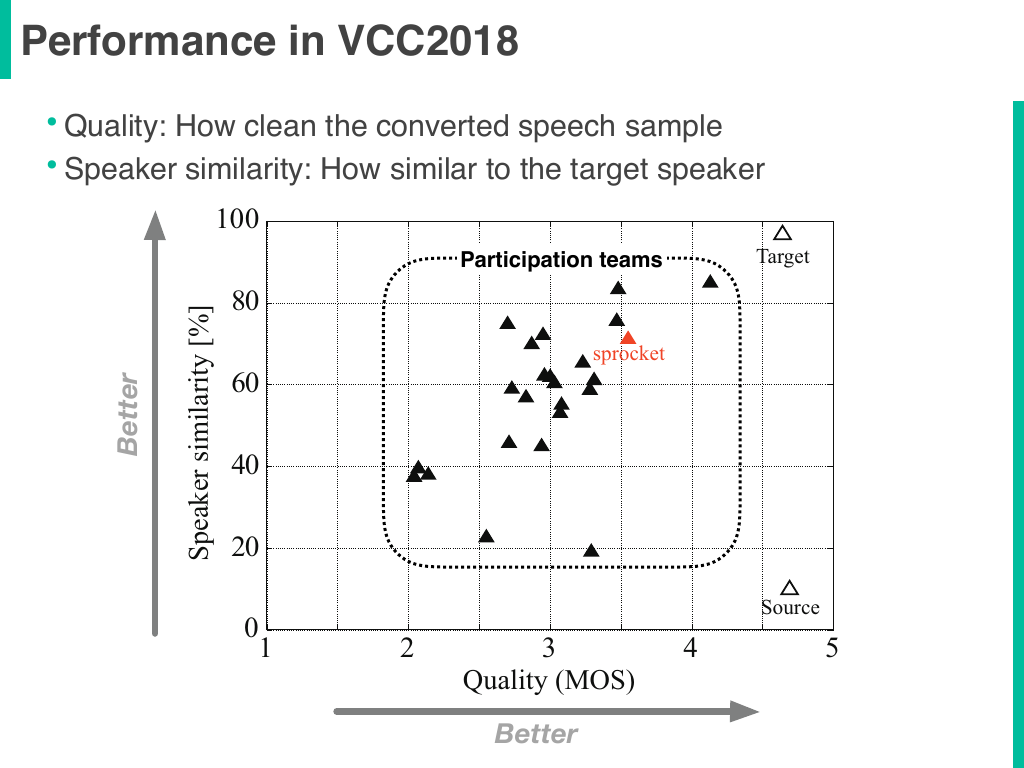 Performance in VCC2018
• Quality: How clean the converted speech sample
• Speaker similarity: How similar to the target speaker
100
80
60
40
20
0
Speaker similarity [%]
Better
Participation teams
Target
sprocket
Source
1 2 3 4 5
Quality (MOS)
Better